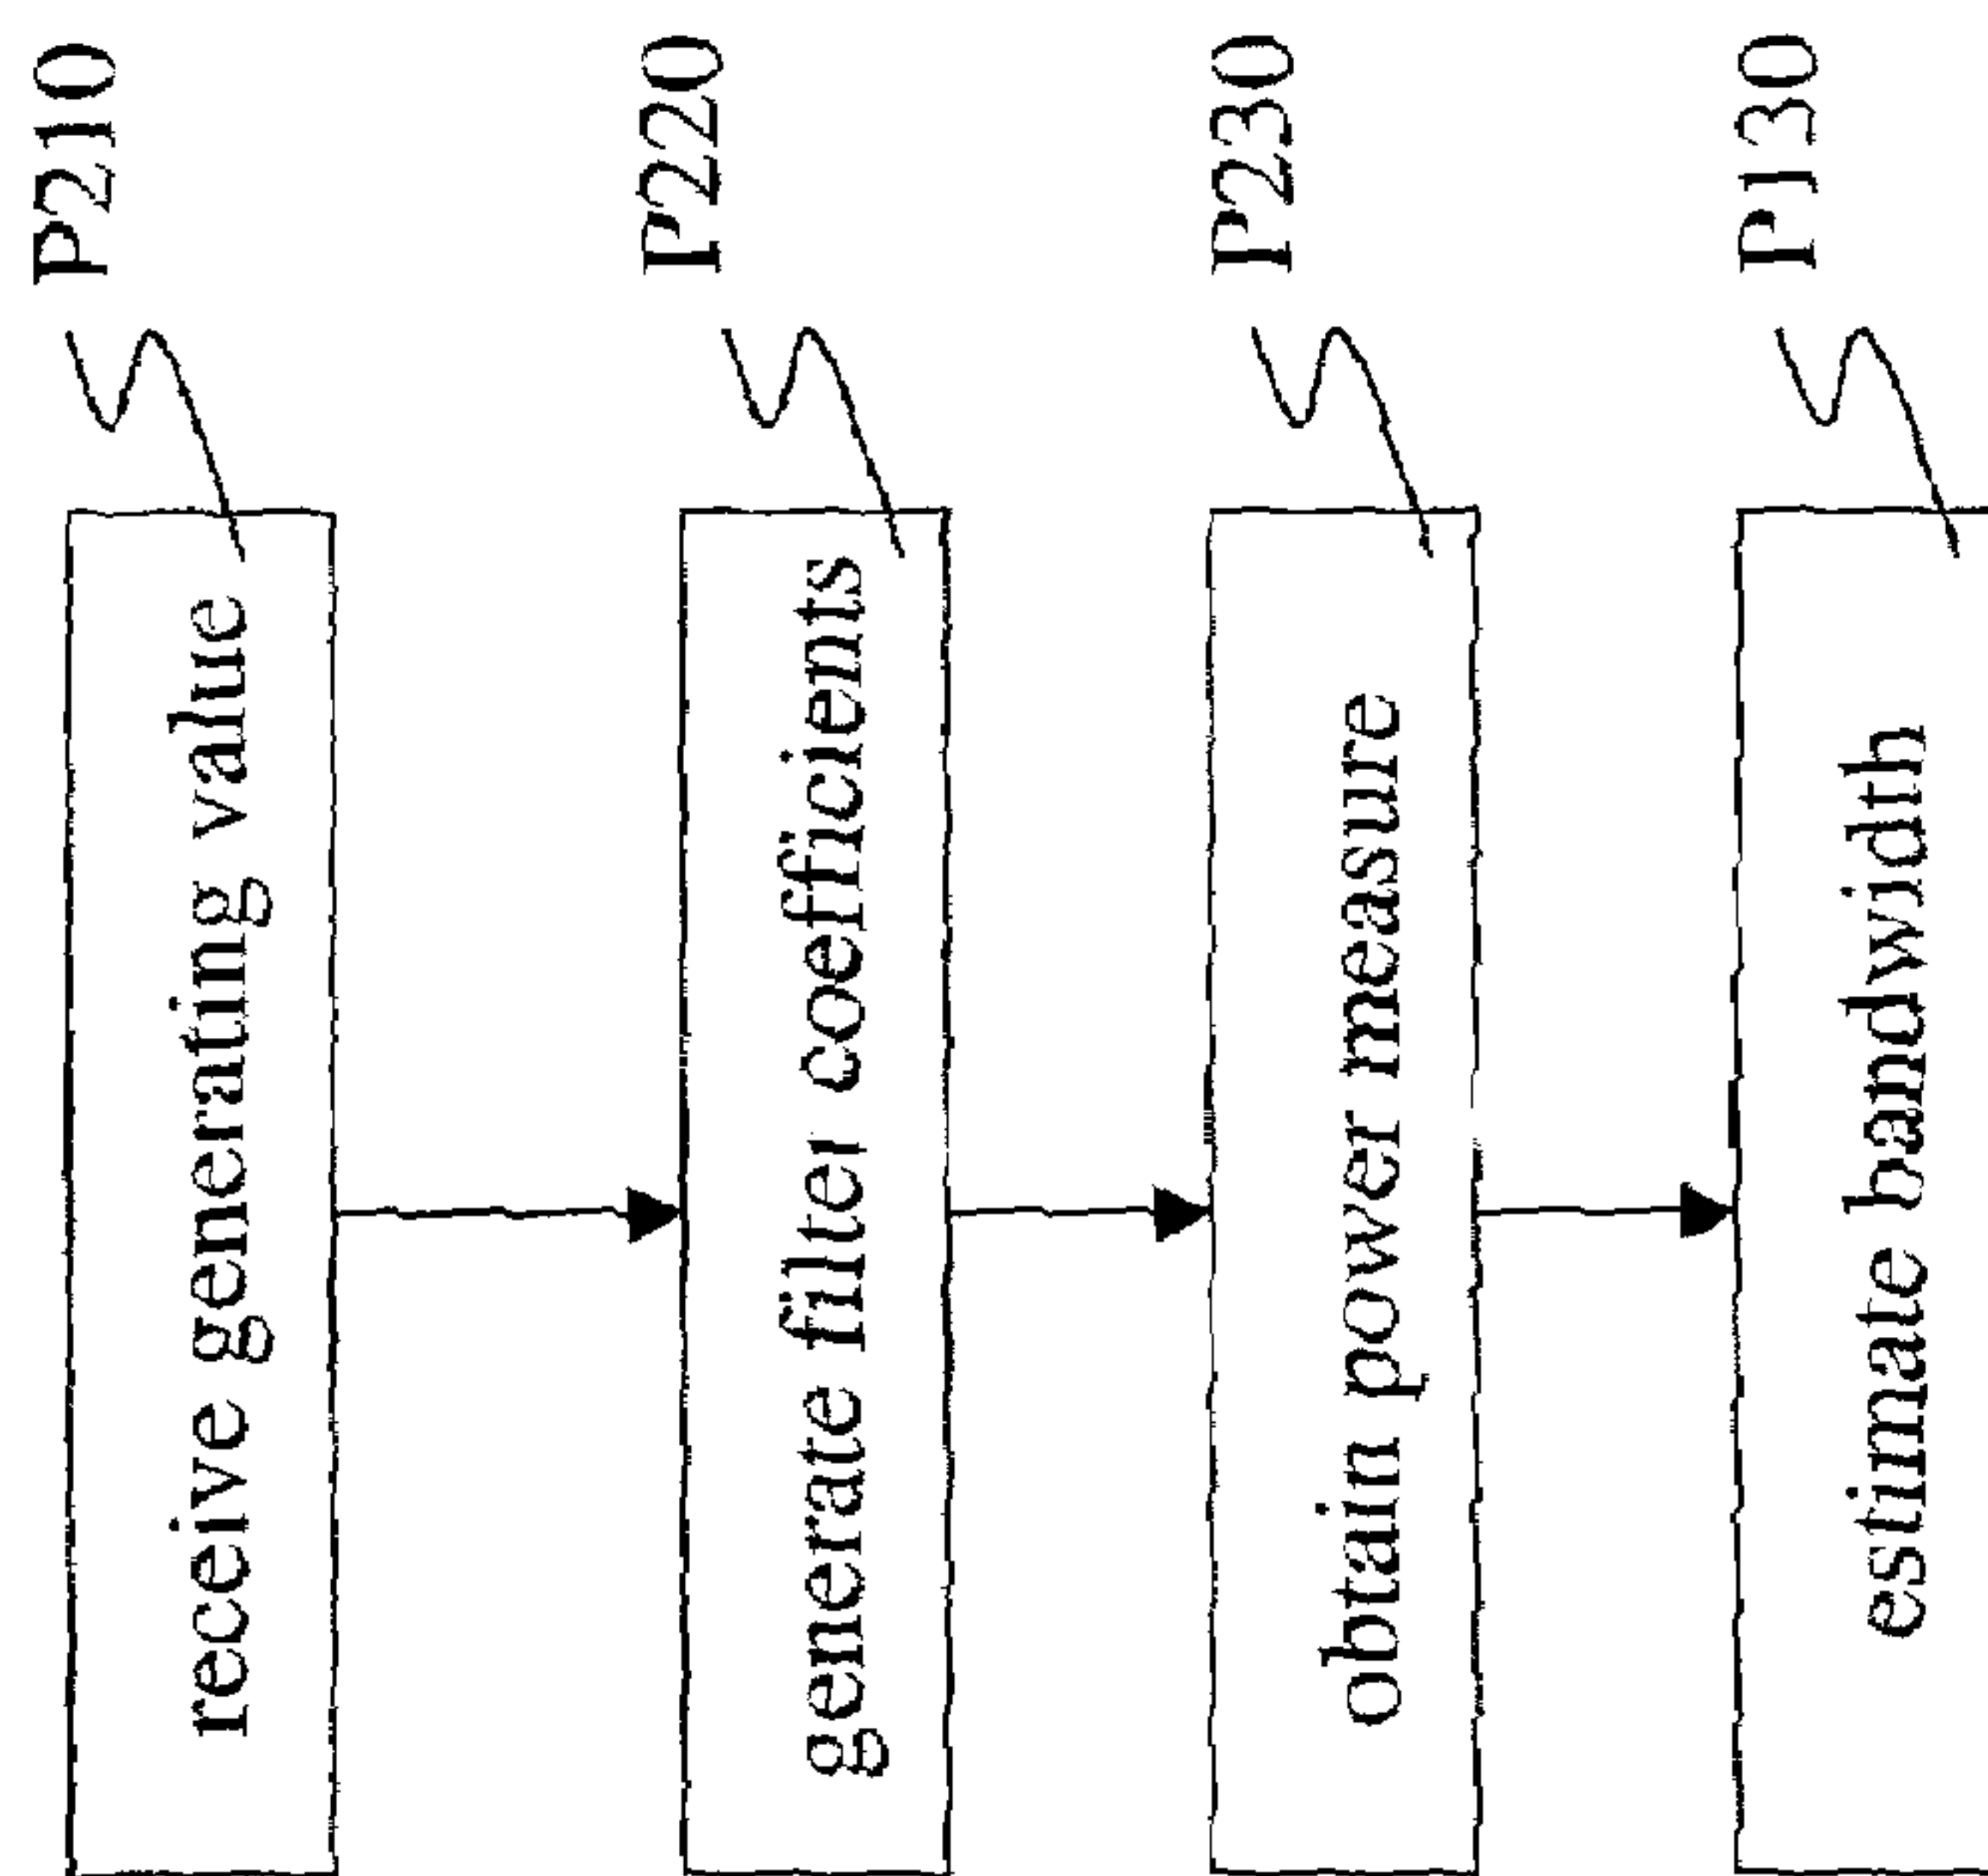 P210
receive generating value
P220
generate filter coefficients
P230
obtain power measure
P130
estimate bandwidth